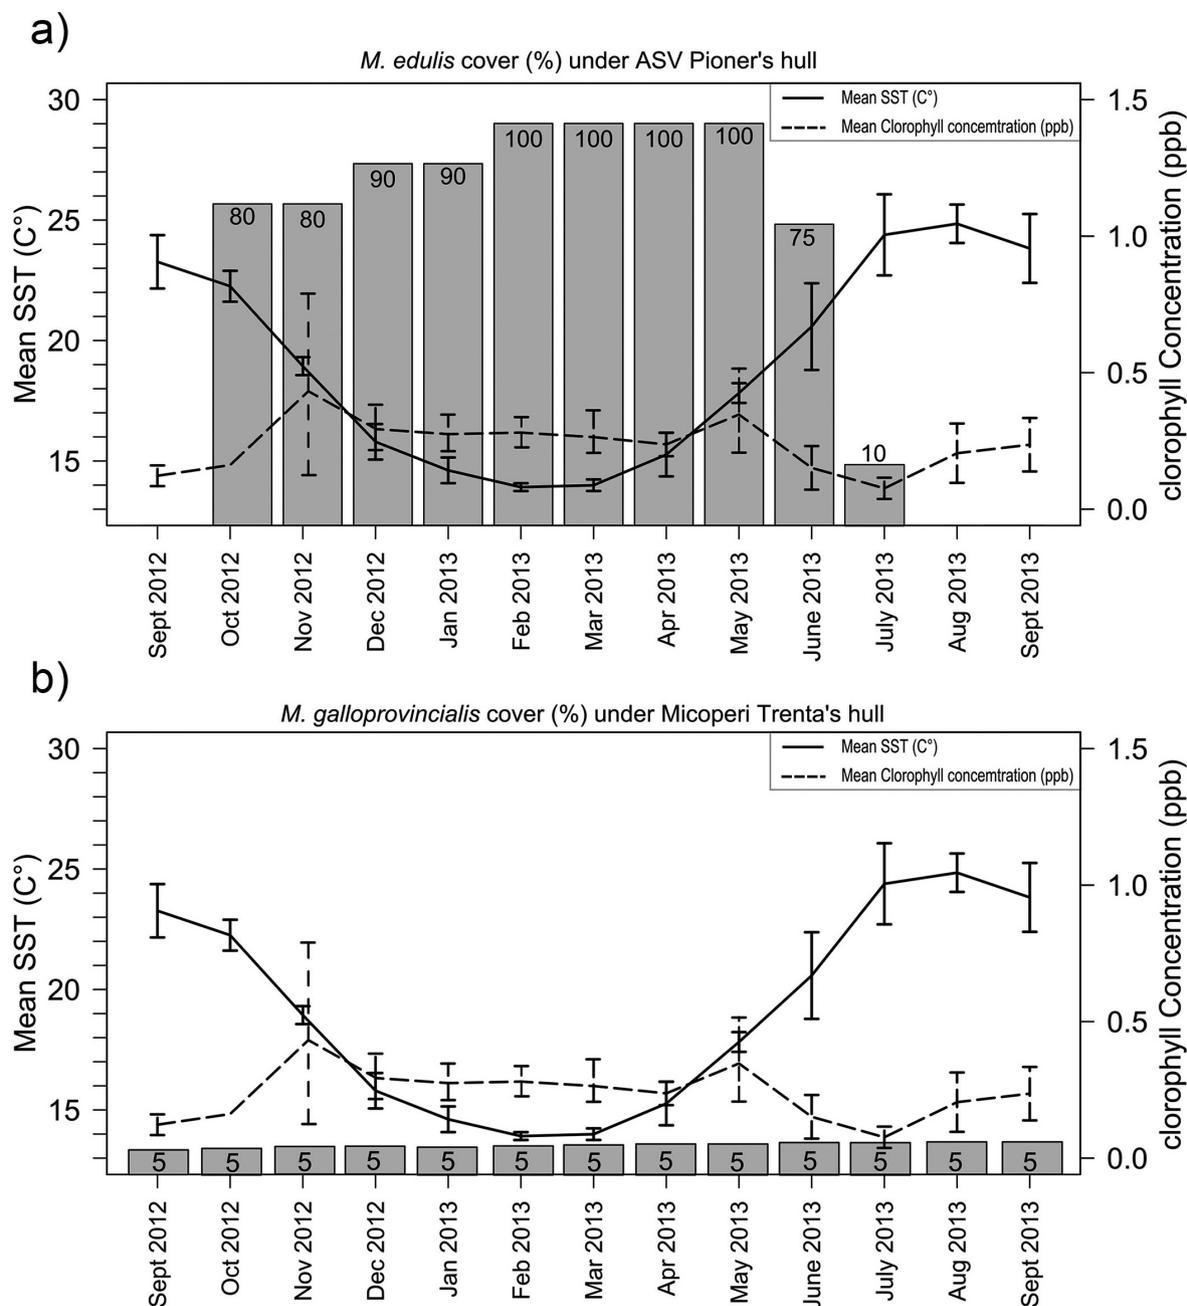 a)
M. edulis cover (%) under ASV Pioner's hull
Mean SST (C°)
Mean Clorophyll concemtration (ppb)
30
25
20
15
Mean SST (C°)
1.5
1.0
0.5
0.0
clorophyll Concentration (ppb)
80
80
90
90
100
100
100
100
75
10
Sept 2012
Oct 2012
Nov 2012
Dec 2012
Jan 2013
Feb 2013
Mar 2013
Apr 2013
May 2013
June 2013
July 2013
Aug 2013
Sept 2013
b)
M. galloprovincialis cover (%) under Micoperi Trenta's hull
Mean SST (C°)
Mean Clorophyll concemtration (ppb)
30
25
20
15
Mean SST (C°)
1.5
1.0
0.5
0.0
clorophyll Concentration (ppb)
5
5
5
5
5
5
5
5
5
5
5
5
5
Sept 2012
Oct 2012
Nov 2012
Dec 2012
Jan 2013
Feb 2013
Mar 2013
Apr 2013
May 2013
June 2013
July 2013
Aug 2013
Sept 2013